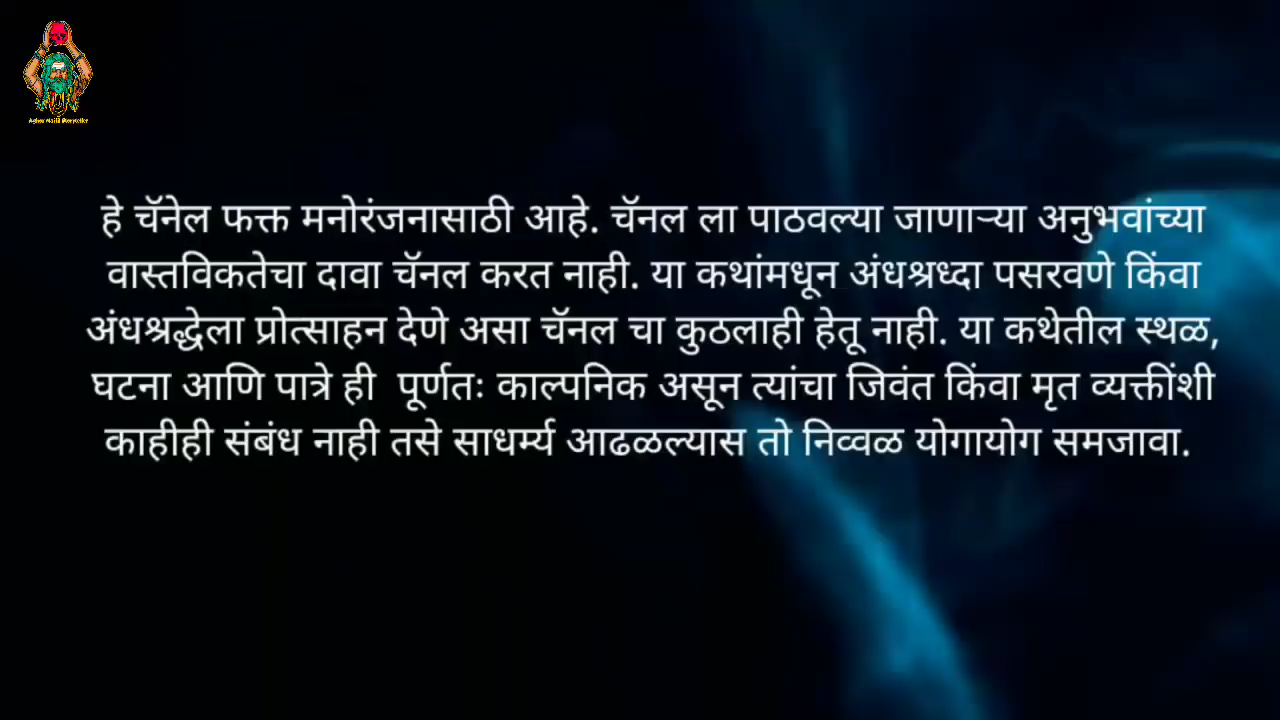 हे चॅनेल फक्त मनोरंजनासाठी आहे. चॅनल ला पाठवल्या जाणाऱ्या अनुभवांच्या
वास्तविकतेचा दावा चॅनल करत नाही. या कथांमधून अंधश्रध्दा पसरवणे किंवा
अंधश्रद्धेला प्रोत्साहन देणे असा चॅनल चा कुठलाही हेतू नाही. या कथेतील स्थळ,
घटना आणि पात्रे ही पूर्णतः काल्पनिक असून त्यांचा जिवंत किंवा मृत व्यक्तींशी
काहीही संबंध नाही तसे साधर्म्य आढळल्यास तो निव्वळ योगायोग समजावा.